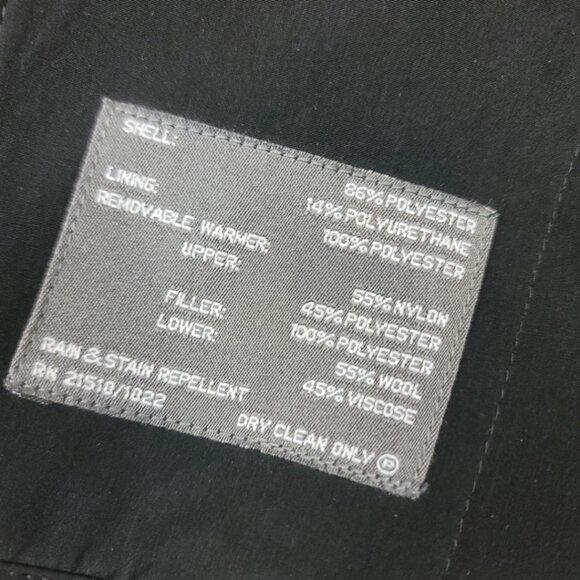 SHELL: 86% POLYESTER
14% POLYURETHANE
LINING: 100% POLYESTER
REMOVABLE WARMER:
UPPER: 55% NYLON
45% POLYESTER
FILLER: 100% POLYESTER
LOWER: 55% WOOL
45% VISCOSE
RAIN & STAIN REPELLENT
RN 21510/1022 DRY CLEAN ONLY Ⓟ